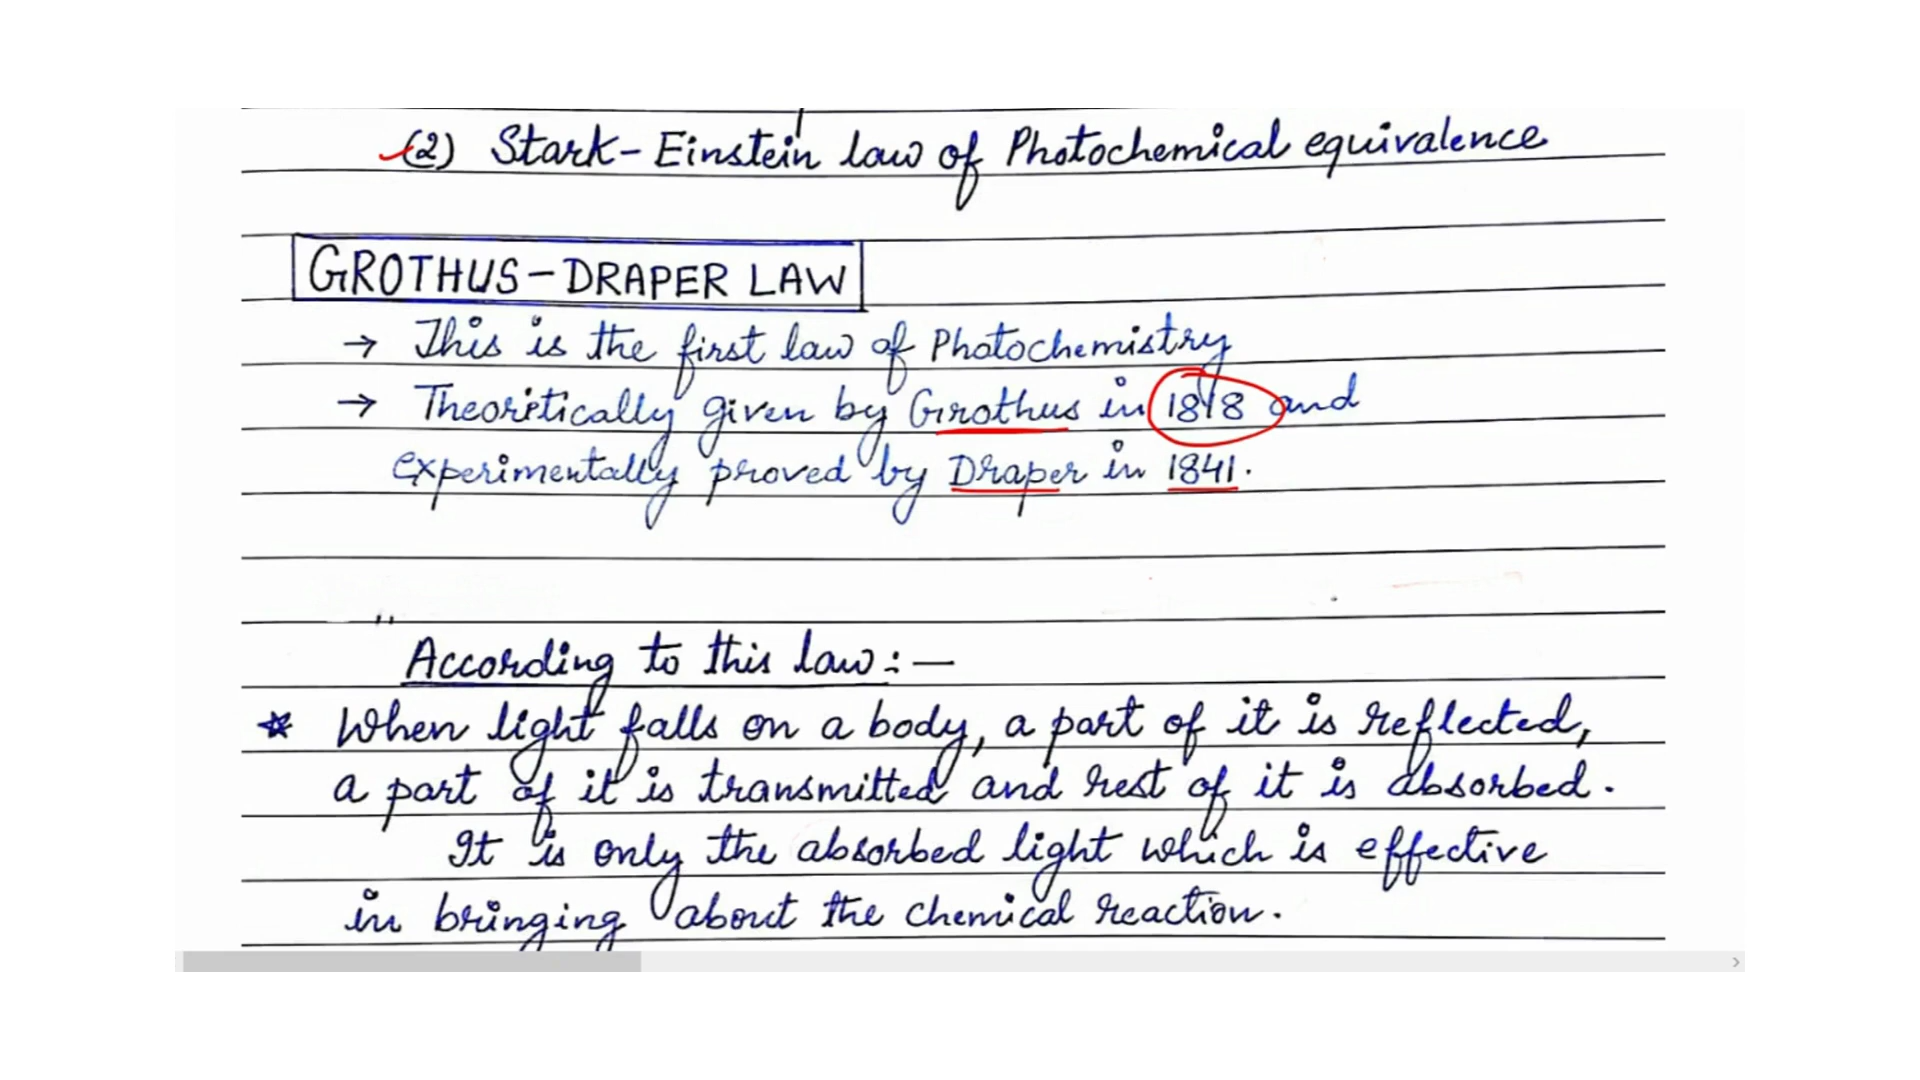 (2) Stark-Einstein law of Photochemical equivalence
GROTHUS-DRAPER LAW
→ This is the first law of Photochemistry
→ Theoritically given by Grothus in 1818 and
experimentally proved by Draper in 1841.
According to this law:-
* When light falls on a body, a part of it is reflected,
a part of it is transmitted and rest of it is absorbed.
It is only the absorbed light which is effective
in bringing about the chemical reaction.